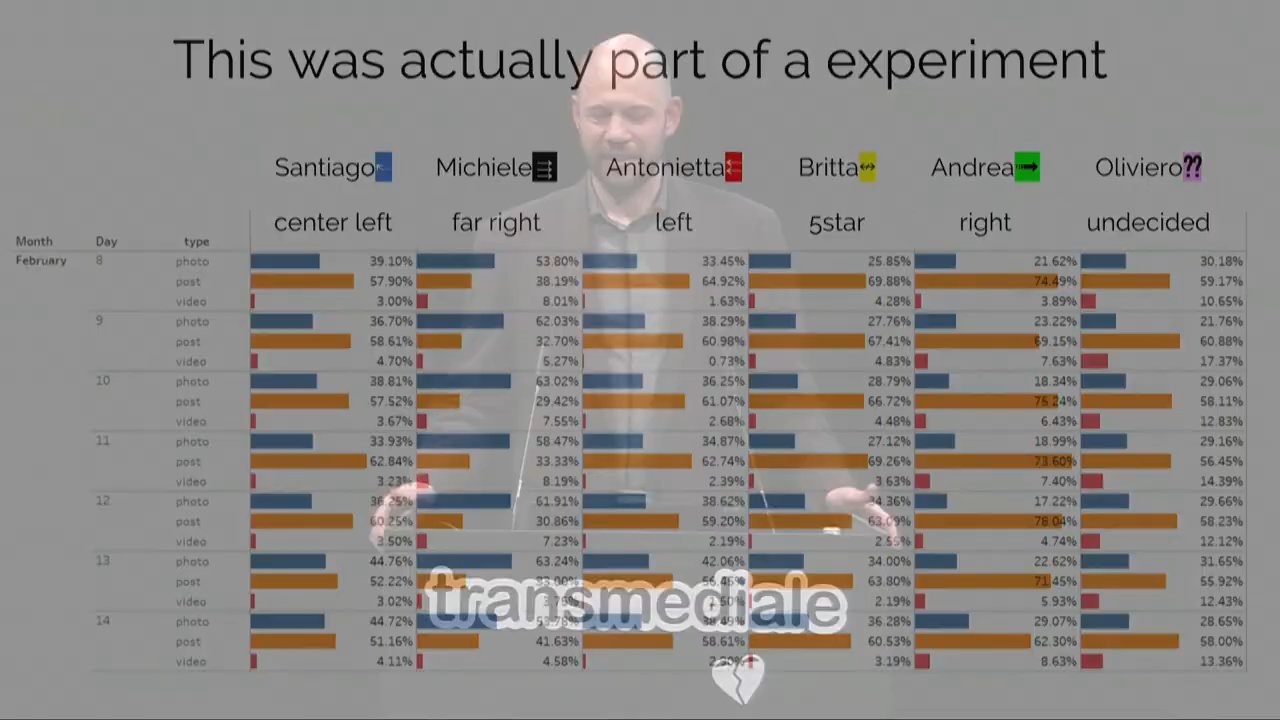 This was actually part of a experiment
Santiago Michiele Antonietta Britta Andrea Oliviero??
center left far right left 5star right undecided
Month Day type
February 8 photo 39.10% 53.80% 33.45% 25.85% 21.62% 30.18%
post 57.90% 38.19% 64.92% 69.88% 74.49% 59.17%
video 3.00% 8.01% 1.63% 4.28% 3.89% 10.65%
9 photo 36.70% 62.03% 38.29% 27.76% 23.22% 21.76%
post 58.61% 32.70% 60.98% 67.41% 69.15% 60.88%
video 4.70% 5.27% 0.73% 4.83% 7.63% 17.37%
10 photo 38.81% 63.02% 36.25% 28.79% 18.34% 29.06%
post 57.52% 29.42% 61.07% 66.72% 75.24% 58.11%
video 3.67% 7.55% 2.68% 4.48% 6.43% 12.83%
11 photo 33.93% 58.47% 34.87% 27.12% 18.99% 29.16%
post 62.84% 33.33% 62.74% 69.26% 73.60% 56.45%
video 3.23% 8.19% 2.39% 3.63% 7.40% 14.39%
12 photo 36.25% 61.91% 38.62% 34.36% 17.22% 29.66%
post 60.25% 30.86% 59.20% 63.09% 78.04% 58.23%
video 3.50% 7.23% 2.19% 2.55% 4.74% 12.12%
13 photo 44.76% 63.24% 42.06% 34.00% 22.62% 31.65%
post 52.22% 33.00% 56.45% 63.80% 71.45% 55.92%
video 3.02% 2.19% 5.93% 12.43%
transmediale
14 photo 44.72% 36.28% 29.07% 28.65%
post 51.16% 41.63% 58.61% 60.53% 62.30% 58.00%
video 4.11% 4.58% 3.19% 8.63% 13.36%